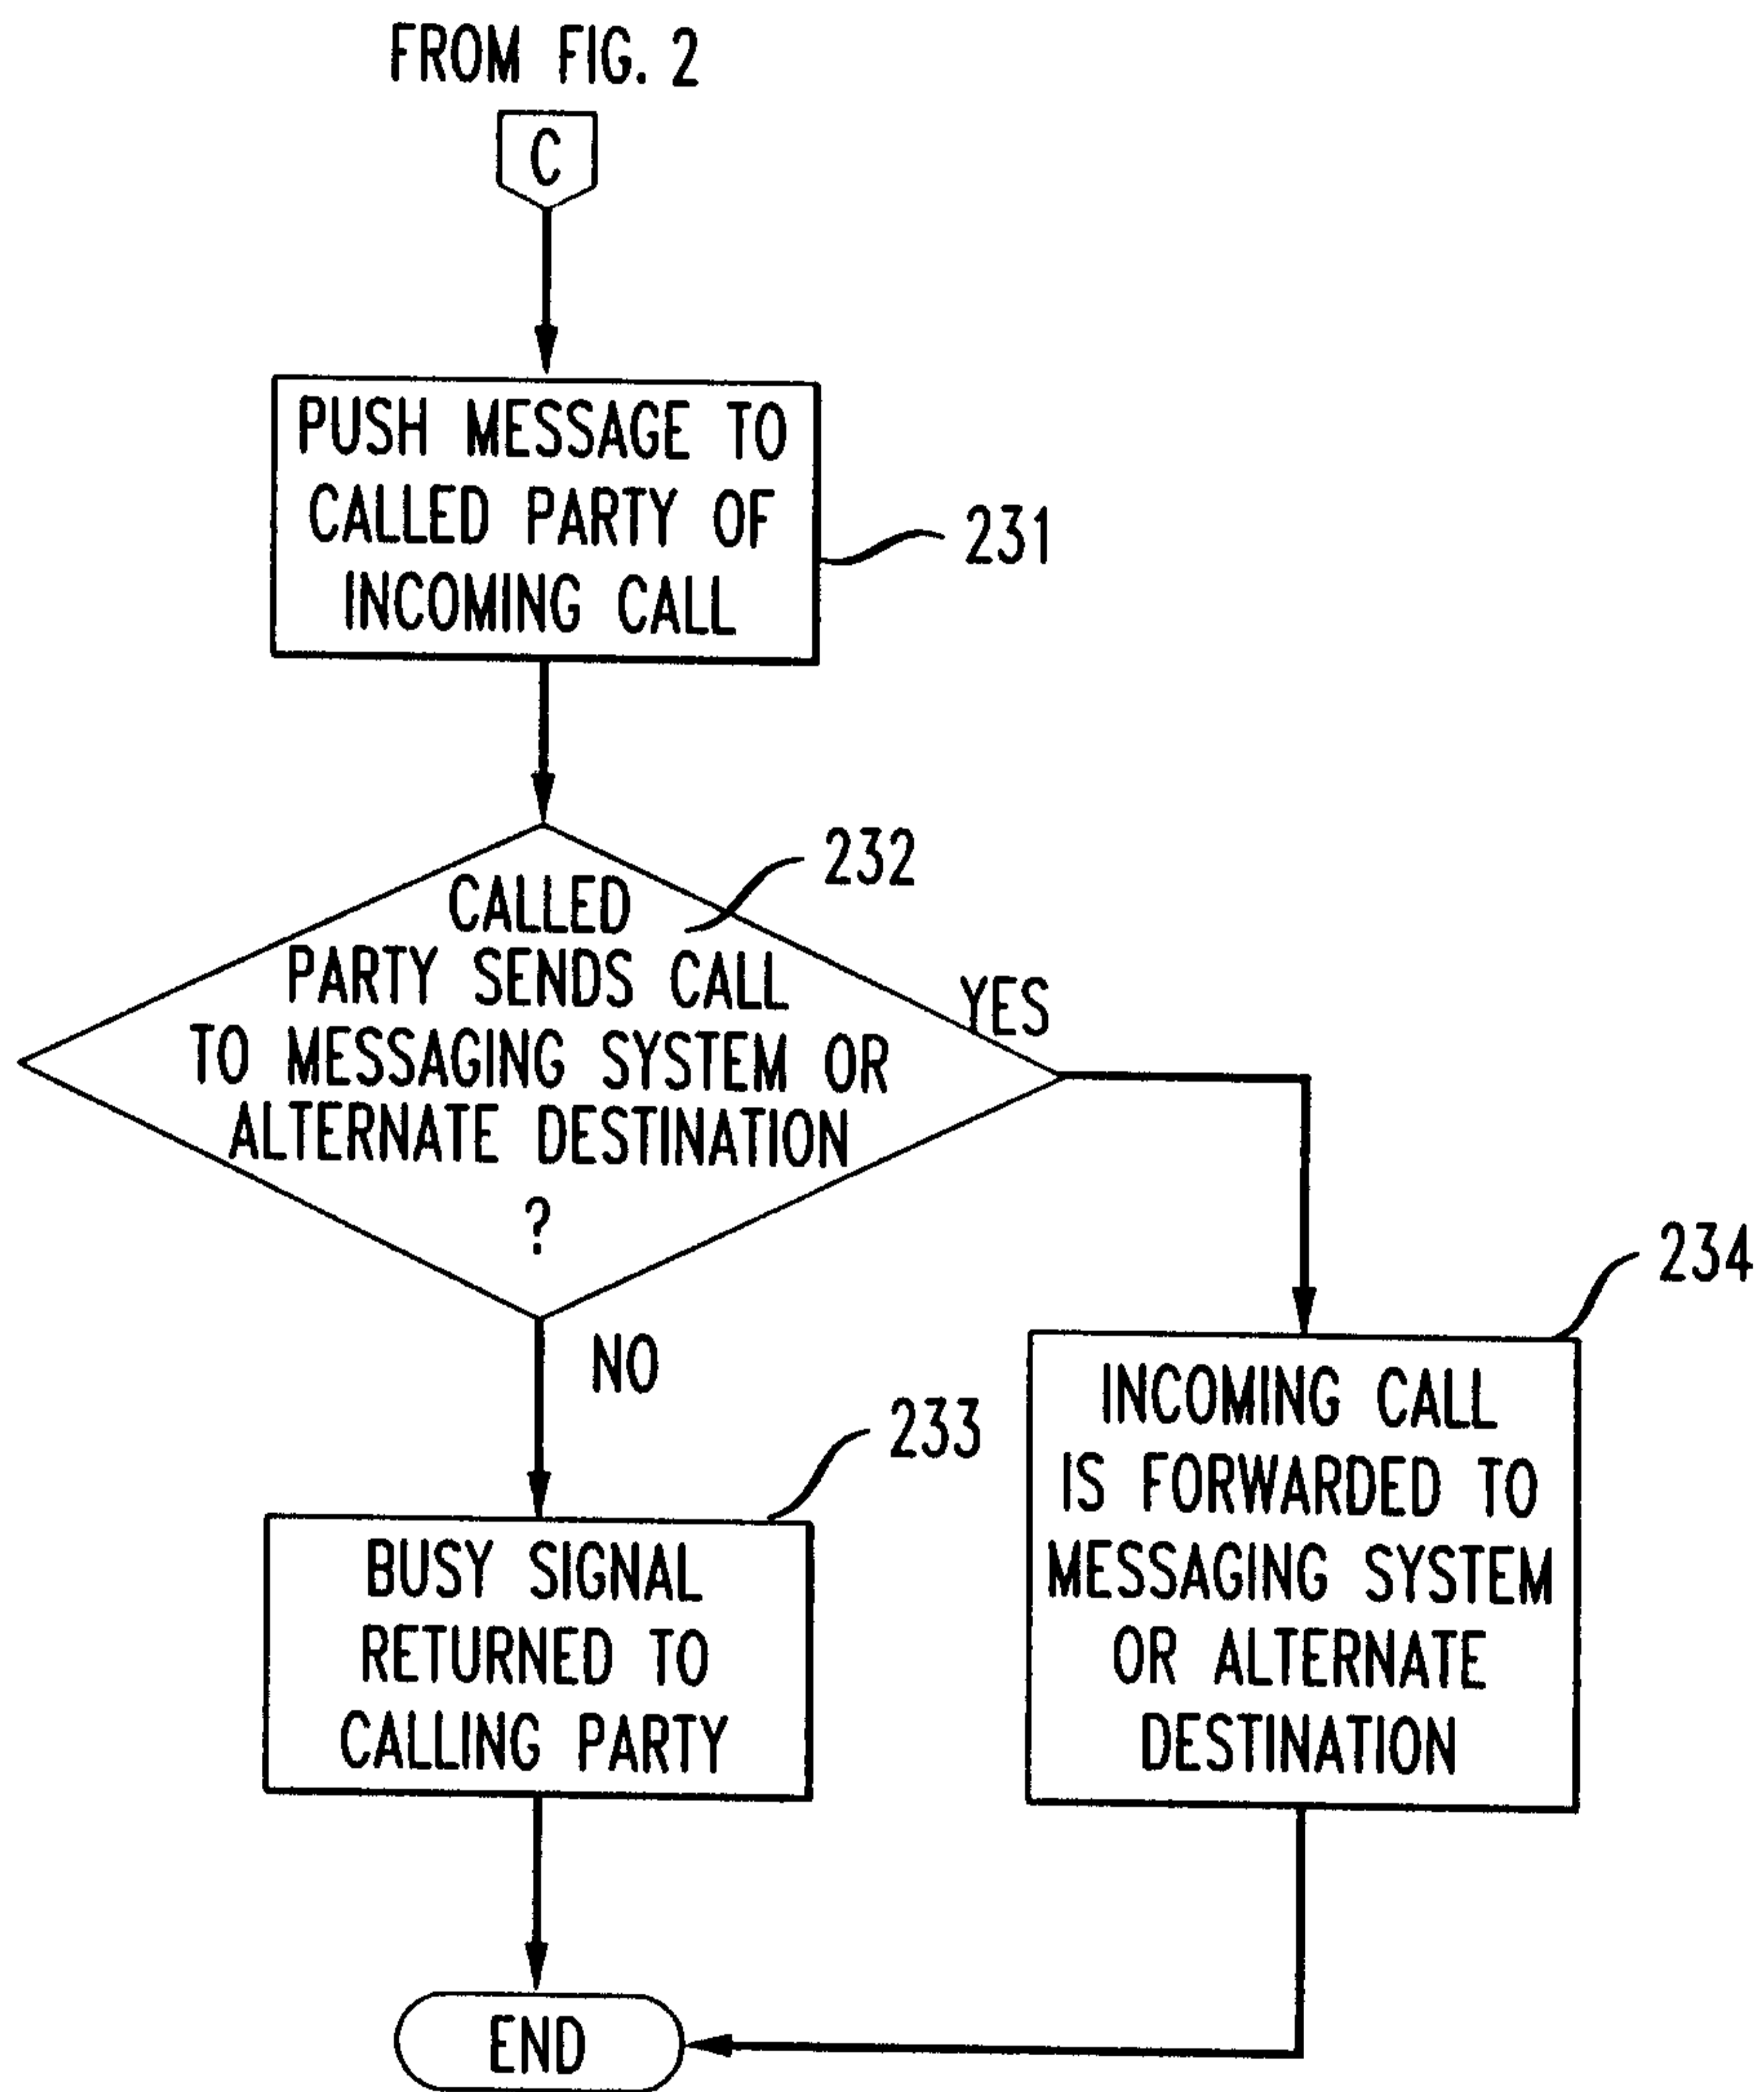 FROM FIG. 2
C
PUSH MESSAGE TO
CALLED PARTY OF
INCOMING CALL
231
232
CALLED
PARTY SENDS CALL
TO MESSAGING SYSTEM OR
ALTERNATE DESTINATION
?
YES
NO
233
BUSY SIGNAL
RETURNED TO
CALLING PARTY
234
INCOMING CALL
IS FORWARDED TO
MESSAGING SYSTEM
OR ALTERNATE
DESTINATION
END